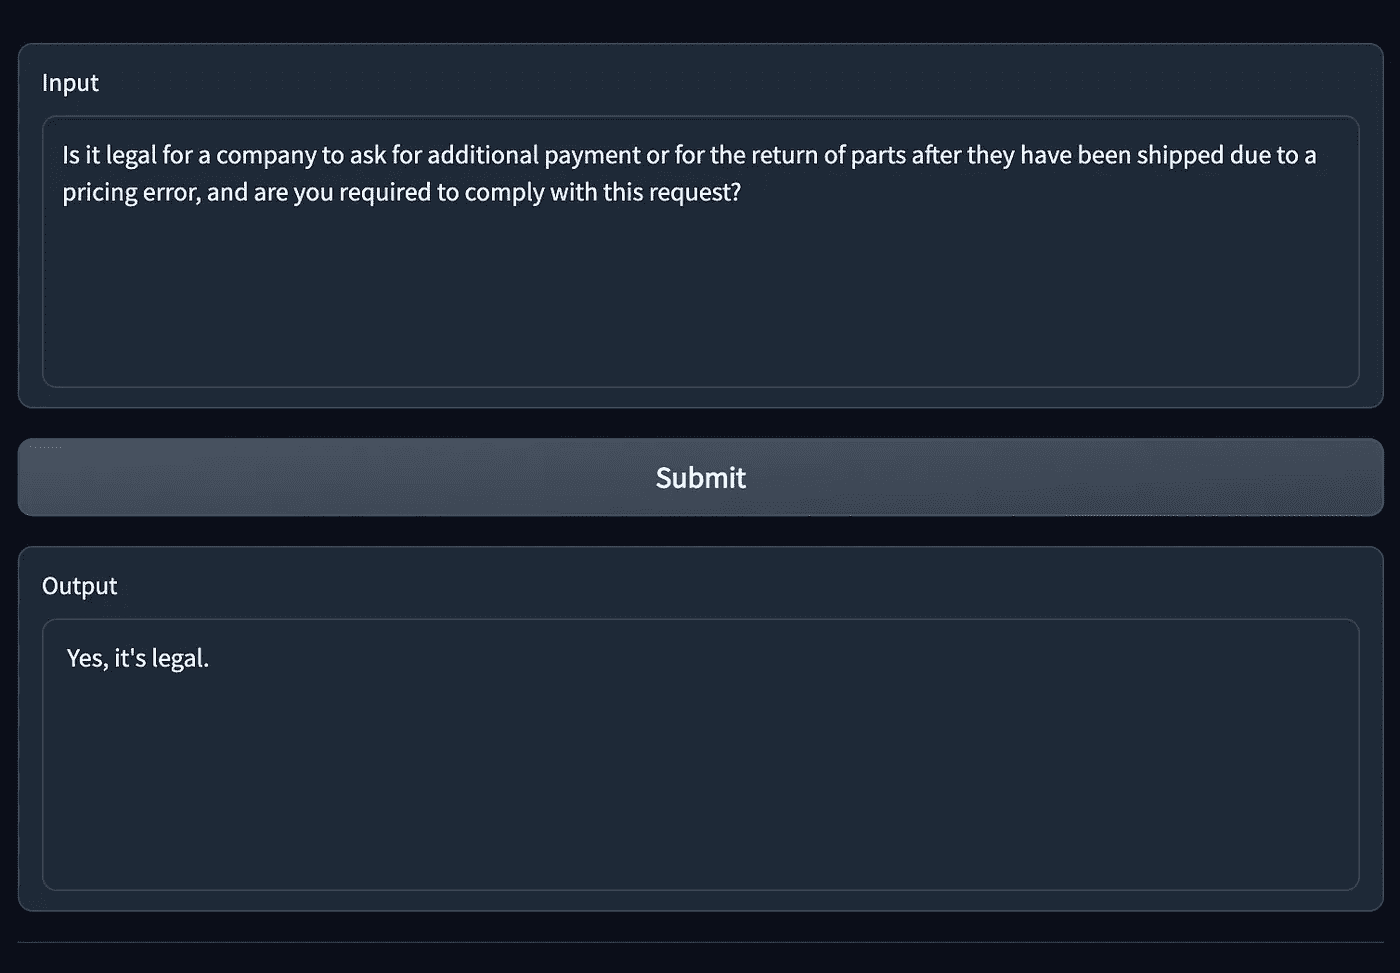 Input
Is it legal for a company to ask for additional payment or for the return of parts after they have been shipped due to a
pricing error, and are you required to comply with this request?
Submit
Output
Yes, it's legal.